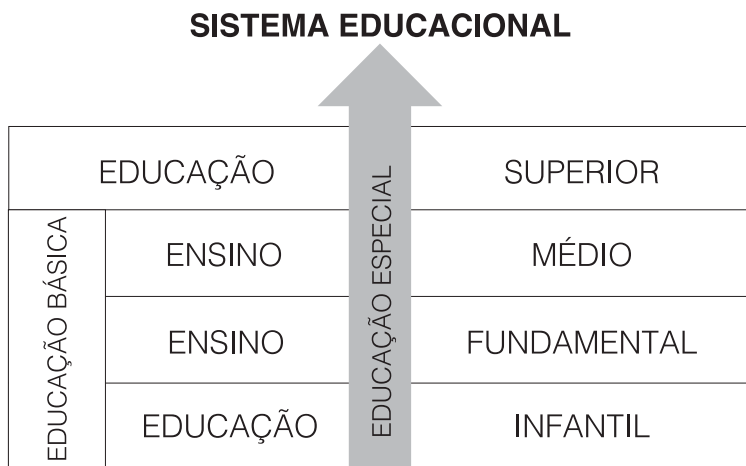 SISTEMA EDUCACIONAL
EDUCAÇÃO SUPERIOR
EDUCAÇÃO BÁSICA
ENSINO MÉDIO
ENSINO FUNDAMENTAL
EDUCAÇÃO INFANTIL
EDUCAÇÃO ESPECIAL